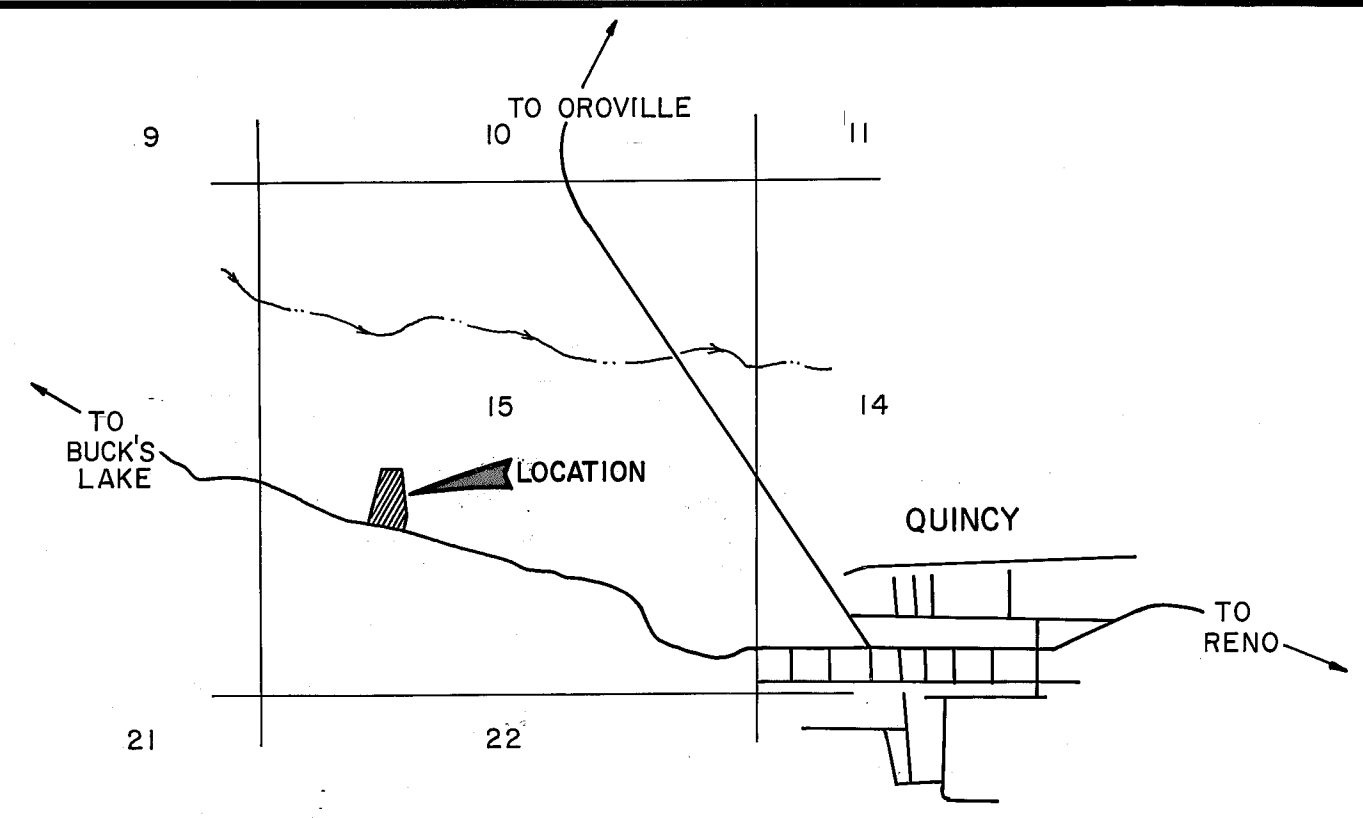 TO OROVILLE
9
10
11
15
14
TO
BUCK'S
LAKE
LOCATION
QUINCY
TO
RENO
21
22